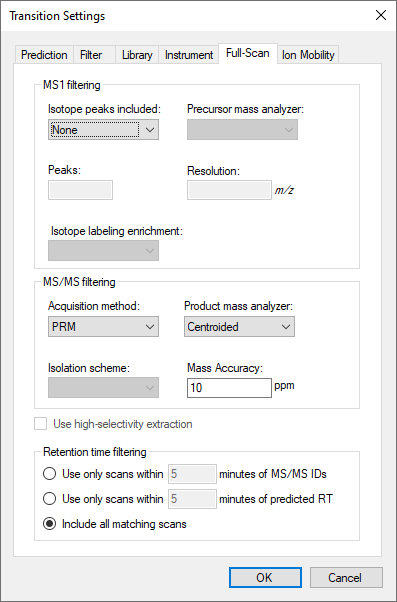 Transition Settings
Prediction Filter Library Instrument Full-Scan Ion Mobility
MS1 filtering
Isotope peaks included: Precursor mass analyzer:
None
Peaks: Resolution:
m/z
Isotope labeling enrichment:
MS/MS filtering
Acquisition method: Product mass analyzer:
PRM Centroided
Isolation scheme: Mass Accuracy:
10 ppm
Use high-selectivity extraction
Retention time filtering
Use only scans within 5 minutes of MS/MS IDs
Use only scans within 5 minutes of predicted RT
Include all matching scans
OK Cancel